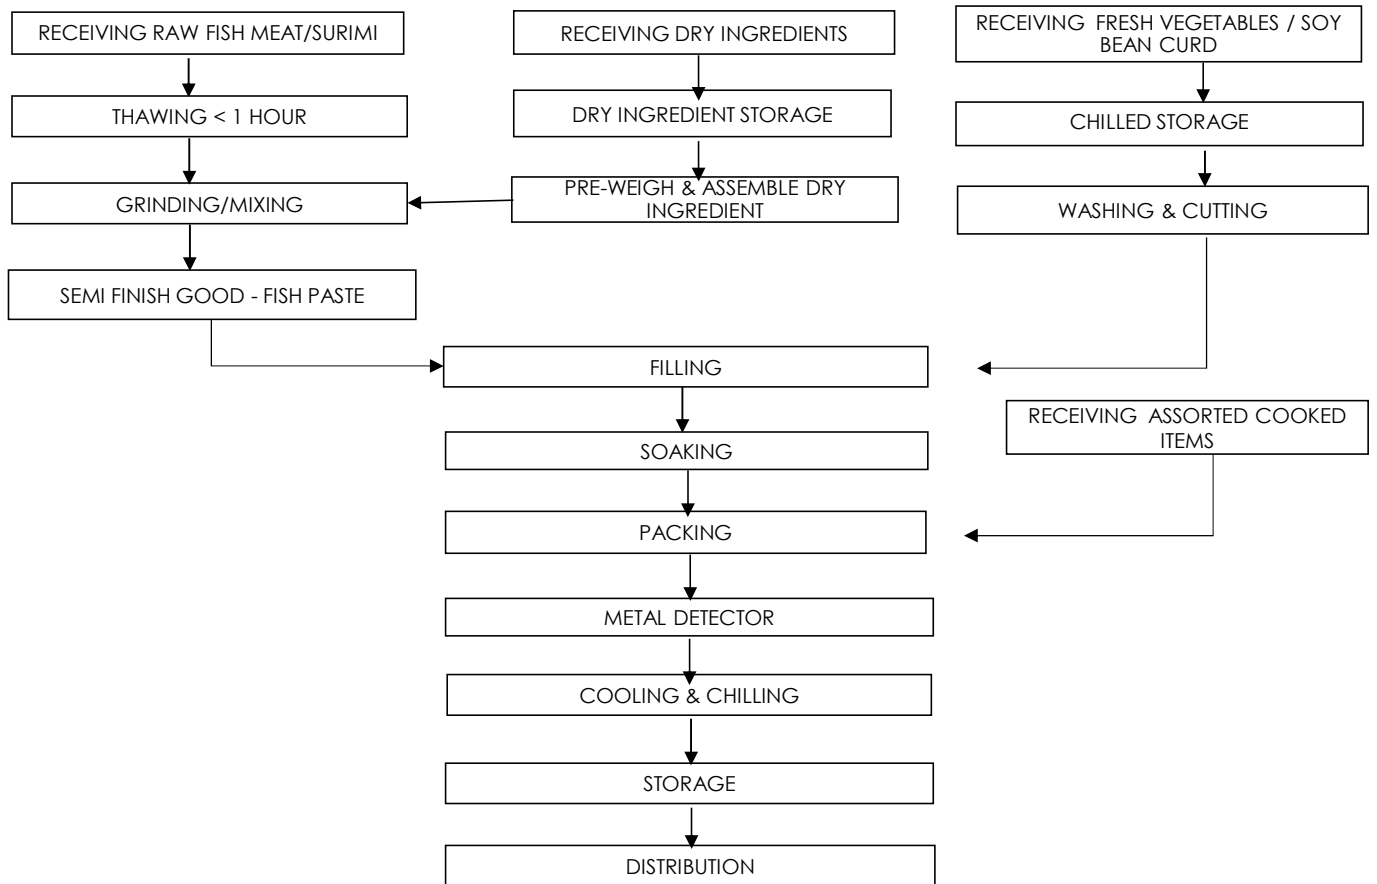 RECEIVING RAW FISH MEAT/SURIMI
RECEIVING DRY INGREDIENTS
RECEIVING FRESH VEGETABLES / SOY
BEAN CURD
THAWING < 1 HOUR
DRY INGREDIENT STORAGE
CHILLED STORAGE
GRINDING/MIXING
PRE-WEIGH & ASSEMBLE DRY
INGREDIENT
WASHING & CUTTING
SEMI FINISH GOOD - FISH PASTE
FILLING
RECEIVING ASSORTED COOKED
ITEMS
SOAKING
PACKING
METAL DETECTOR
COOLING & CHILLING
STORAGE
DISTRIBUTION